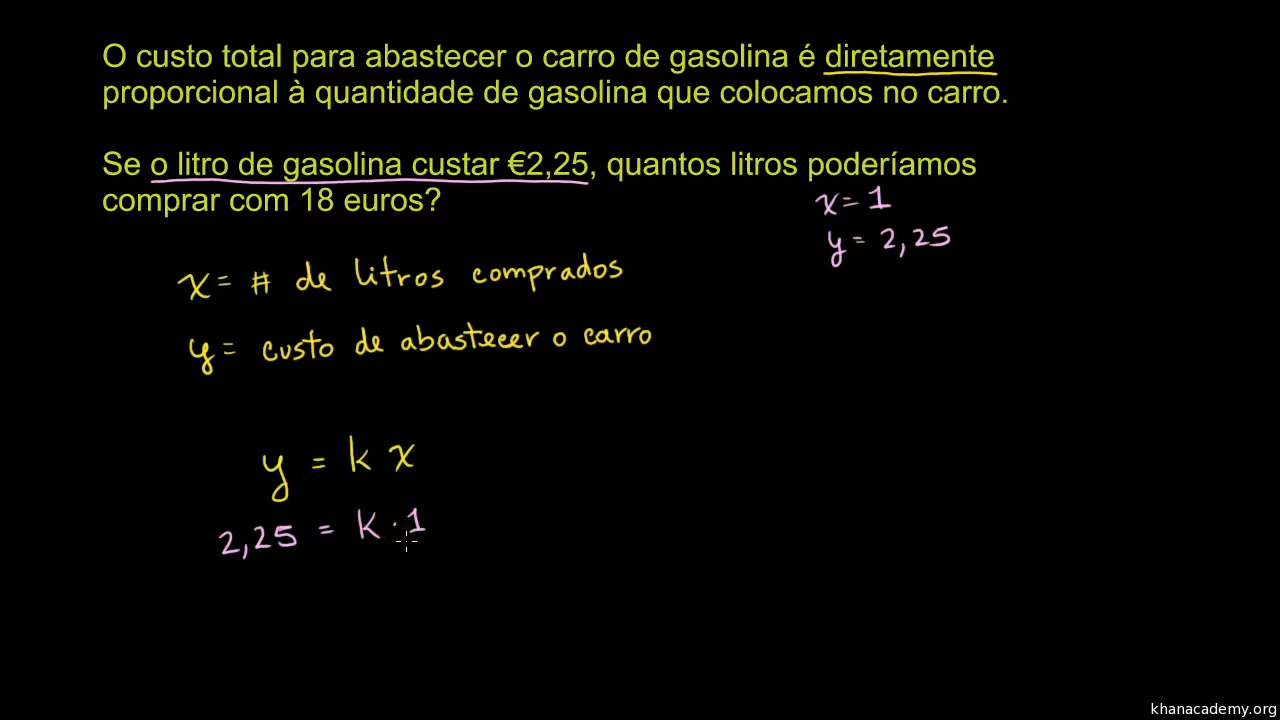 O custo total para abastecer o carro de gasolina é diretamente
proporcional à quantidade de gasolina que colocamos no carro.
Se o litro de gasolina custar €2,25, quantos litros poderíamos
comprar com 18 euros?
x = 1
y = 2,25
x = # de litros comprados
y = custo de abastecer o carro
y = k x
2,25 = k · 1
khanacademy.org